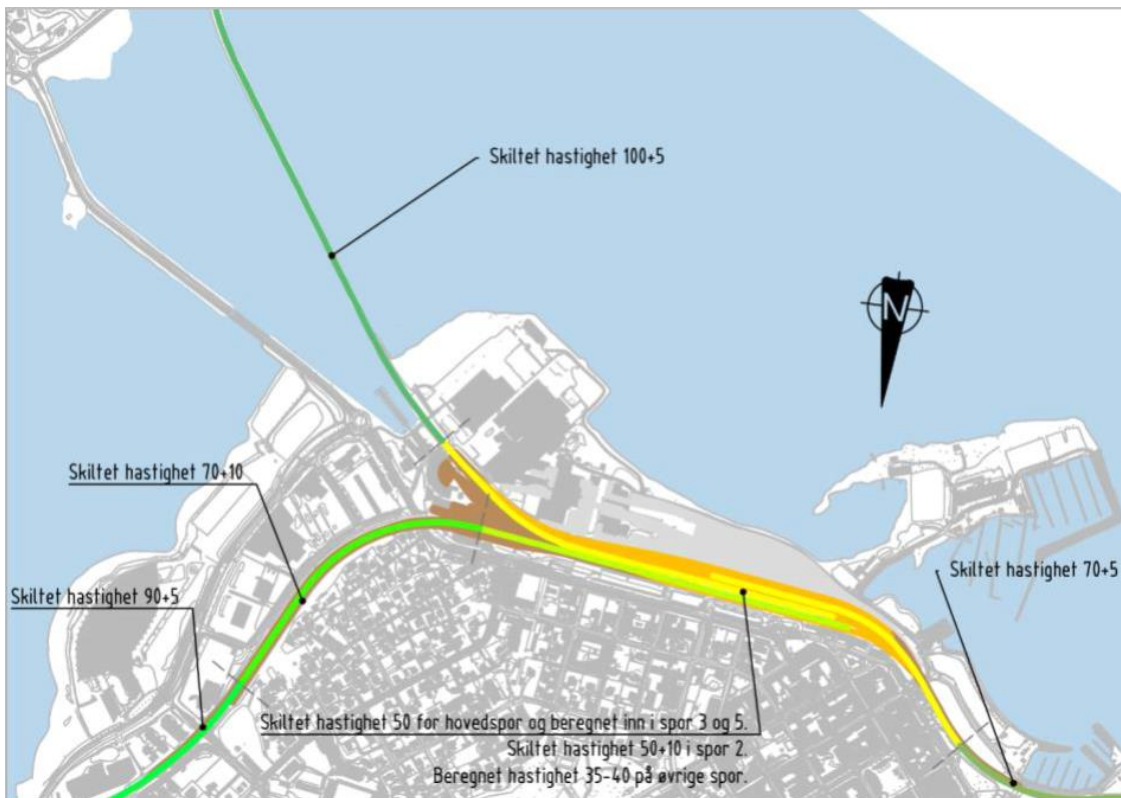 Skiltet hastighet 100+5
N
Skiltet hastighet 70+10
Skiltet hastighet 70+5
Skiltet hastighet 90+5
Skiltet hastighet 50 for hovedspor og beregnet inn i spor 3 og 5.
Skiltet hastighet 50+10 i spor 2.
Beregnet hastighet 35-40 på øvrige spor.